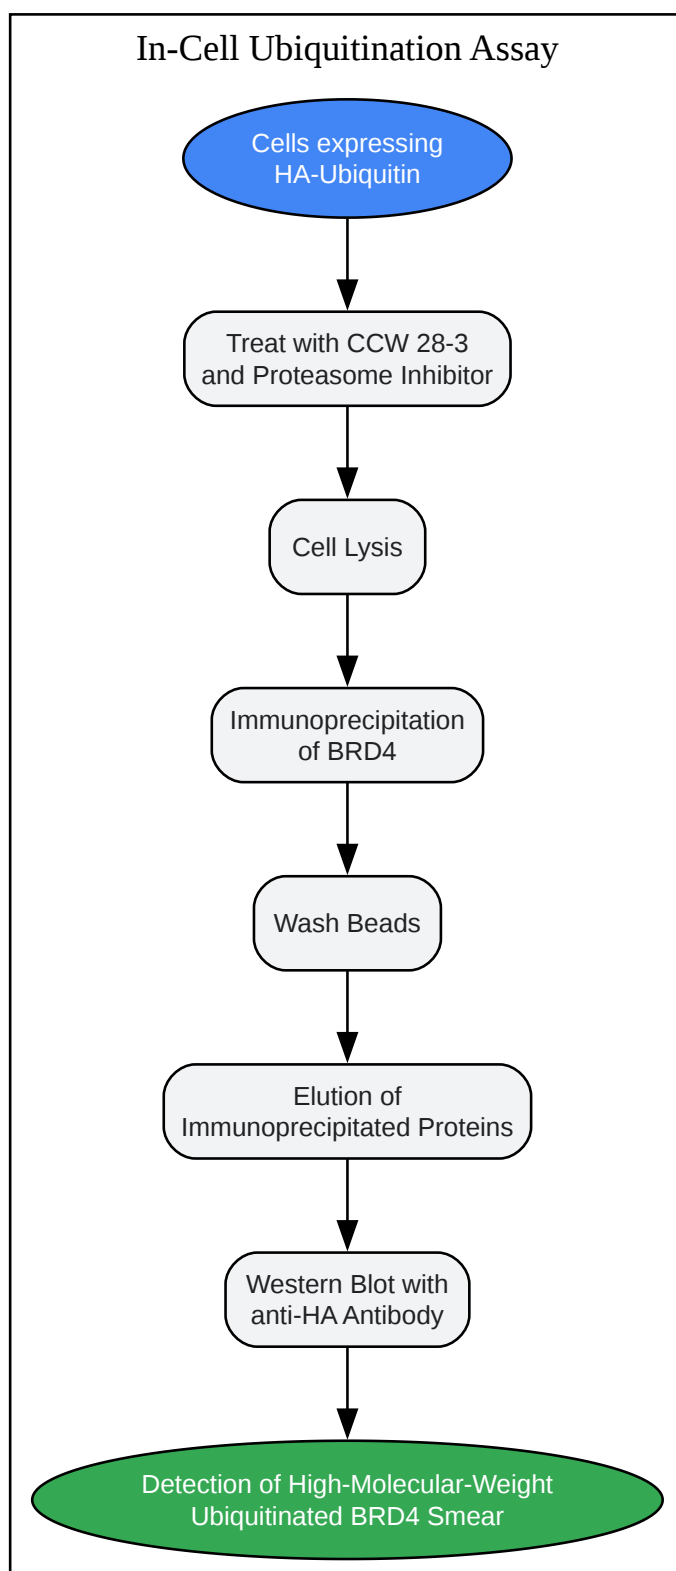 In-Cell Ubiquitination Assay
Cells expressing
HA-Ubiquitin
Treat with CCW 28-3
and Proteasome Inhibitor
Cell Lysis
Immunoprecipitation
of BRD4
Wash Beads
Elution of
Immunoprecipitated Proteins
Western Blot with
anti-HA Antibody
Detection of High-Molecular-Weight
Ubiquitinated BRD4 Smear